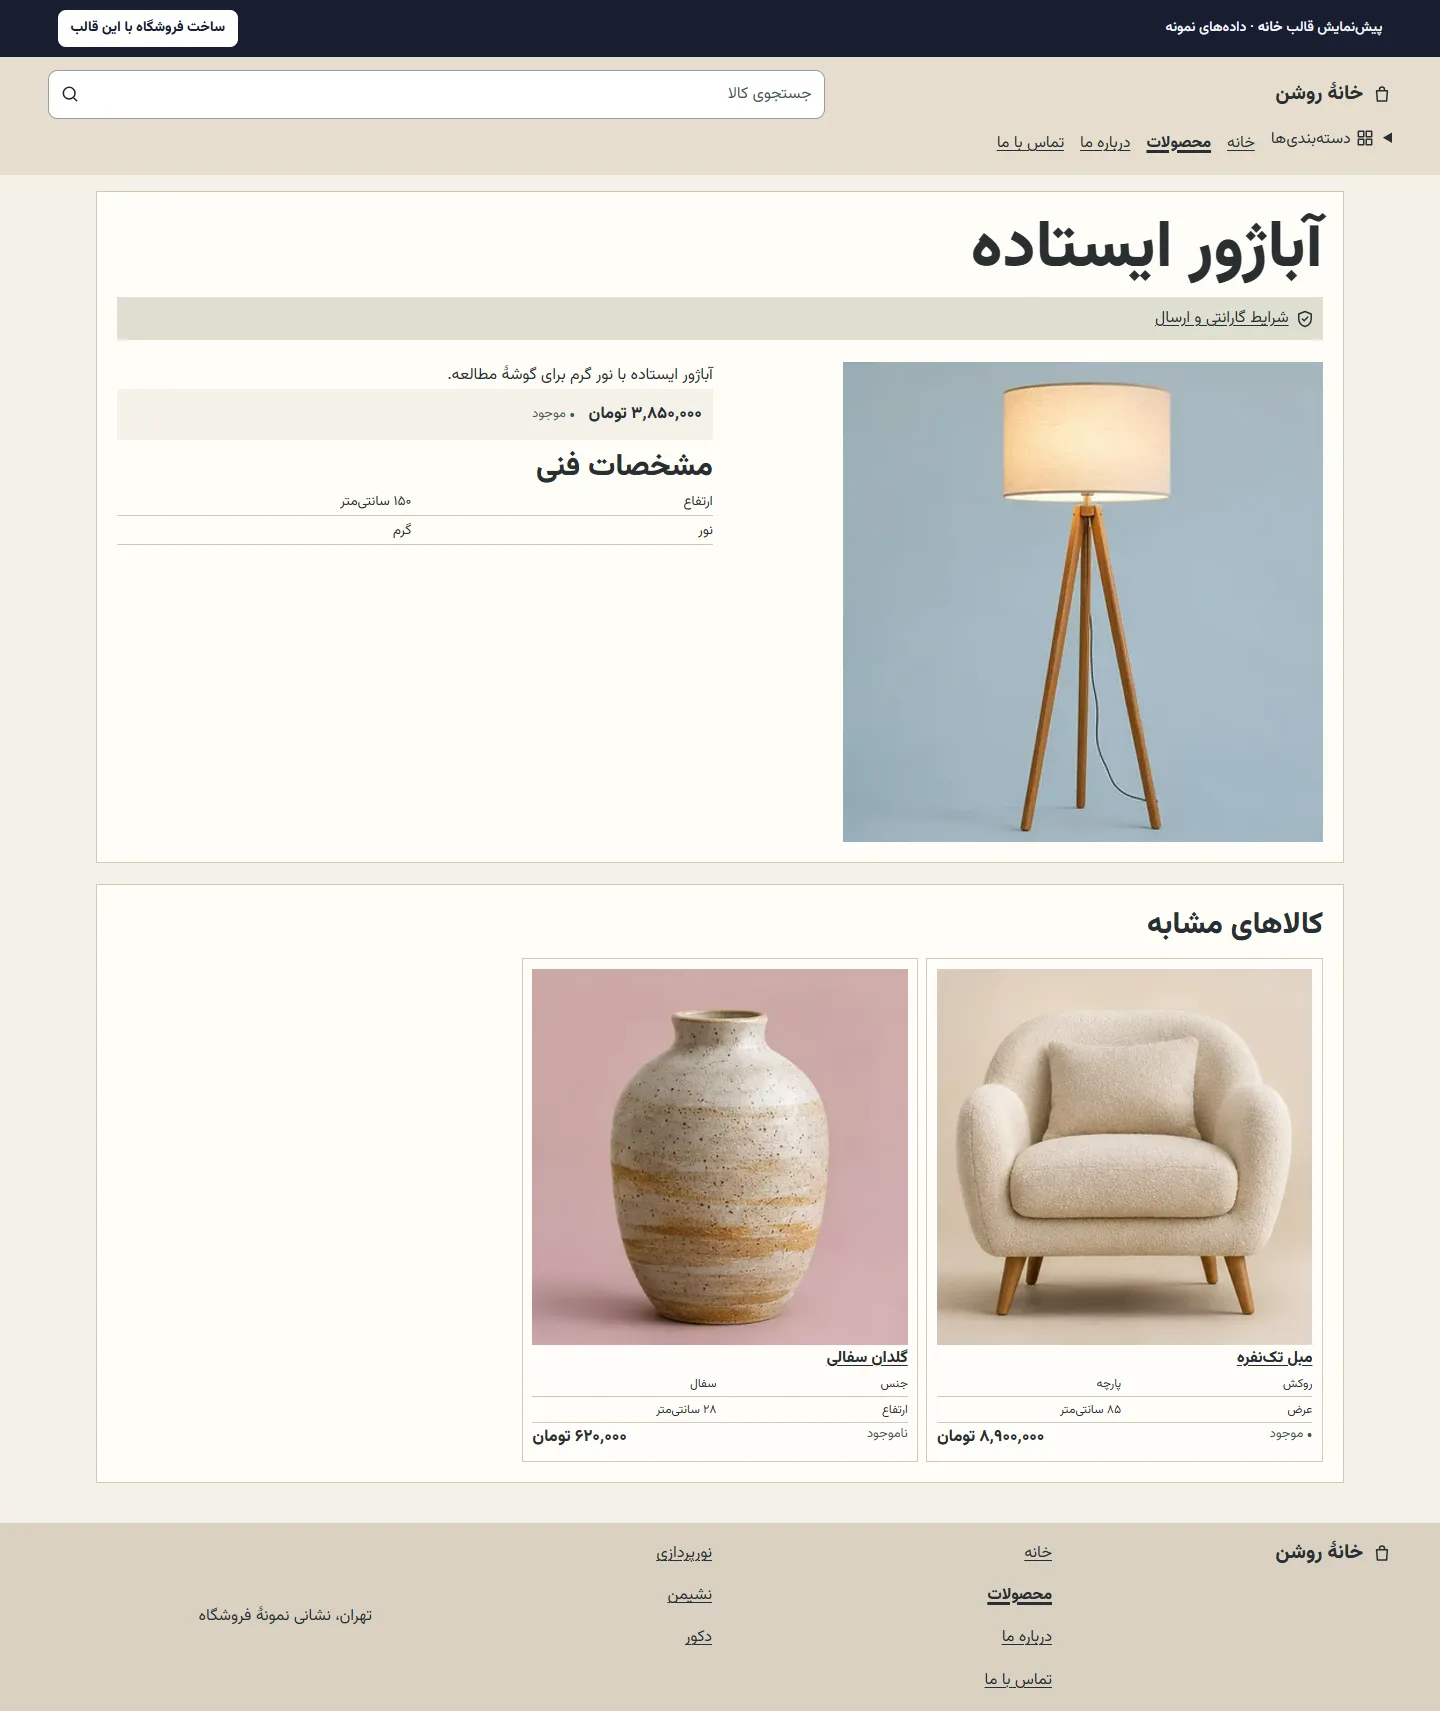 پیش‌نمایش قالب خانه · داده‌های نمونه
ساخت فروشگاه با این قالب
خانهٔ روشن
جستجوی کالا
دسته‌بندی‌ها
خانه
محصولات
درباره ما
تماس با ما
آباژور ایستاده
شرایط گارانتی و ارسال
آباژور ایستاده با نور گرم برای گوشهٔ مطالعه.
۳,۸۵۰,۰۰۰ تومان
• موجود
مشخصات فنی
ارتفاع ۱۵۰ سانتی‌متر
نور گرم
کالاهای مشابه
مبل تک‌نفره
روکش پارچه
عرض ۸۵ سانتی‌متر
• موجود ۸,۹۰۰,۰۰۰ تومان
گلدان سفالی
جنس سفال
ارتفاع ۲۸ سانتی‌متر
ناموجود ۶۲۰,۰۰۰ تومان
خانهٔ روشن
خانه
محصولات
درباره ما
تماس با ما
نورپردازی
نشیمن
دکور
تهران، نشانی نمونهٔ فروشگاه